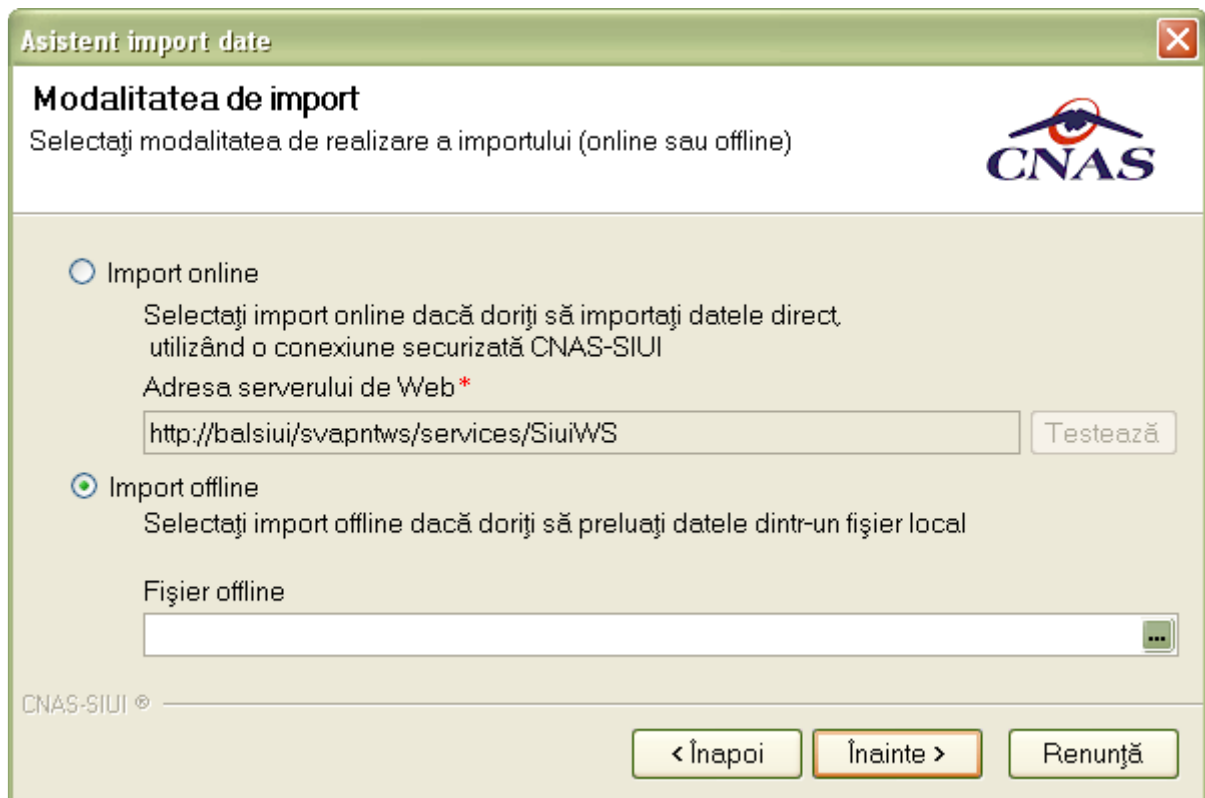 Asistent import date
Modalitatea de import
Selectaţi modalitatea de realizare a importului (online sau offline)
CNAS
Import online
Selectaţi import online dacă doriţi să importaţi datele direct,
utilizând o conexiune securizată CNAS-SIUI
Adresa serverului de Web*
http://balsiui/svapntws/services/SiuiWS
Testează
Import offline
Selectaţi import offline dacă doriţi să preluaţi datele dintr-un fişier local
Fişier offline
...
CNAS-SIUI ®
< Înapoi Înainte > Renunţă